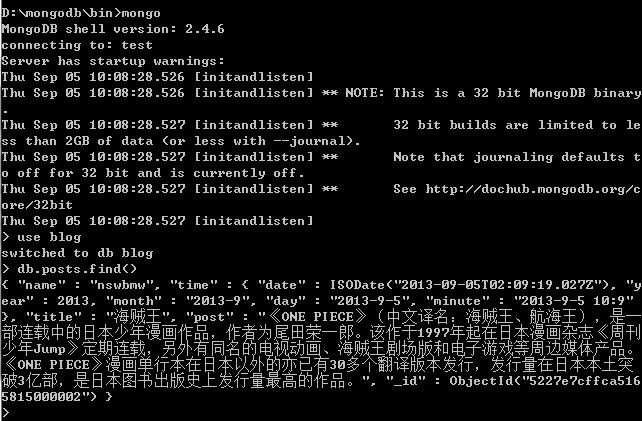 D:\mongodb\bin>mongo
MongoDB shell version: 2.4.6
connecting to: test
Server has startup warnings:
Thu Sep 05 10:08:28.526 [initandlisten]
Thu Sep 05 10:08:28.526 [initandlisten] ** NOTE: This is a 32 bit MongoDB binary
.
Thu Sep 05 10:08:28.527 [initandlisten] **       32 bit builds are limited to le
ss than 2GB of data (or less with --journal).
Thu Sep 05 10:08:28.527 [initandlisten] **       Note that journaling defaults t
o off for 32 bit and is currently off.
Thu Sep 05 10:08:28.527 [initandlisten] **       See http://dochub.mongodb.org/c
ore/32bit
Thu Sep 05 10:08:28.527 [initandlisten]
> use blog
switched to db blog
> db.posts.find()
{ "name" : "nswbmw", "time" : { "date" : ISODate("2013-09-05T02:09:19.027Z"), "y
ear" : 2013, "month" : "2013-9", "day" : "2013-9-5", "minute" : "2013-9-5 10:9"
}, "title" : "海贼王", "post" : "《ONE PIECE》（中文译名：海贼王、航海王），是一
部连载中的日本少年漫画作品，作者为尾田荣一郎。该作于1997年起在日本漫画杂志《周刊
少年Jump》定期连载，另外有同名的电视动画、海贼王剧场版和电子游戏等周边媒体产品。
《ONE PIECE》漫画单行本在日本以外的亦已有30多个翻译版本发行，发行量在日本本土突
破3亿部，是日本图书出版史上发行量最高的作品。", "_id" : ObjectId("5227e7cffca516
5815000002") }
>